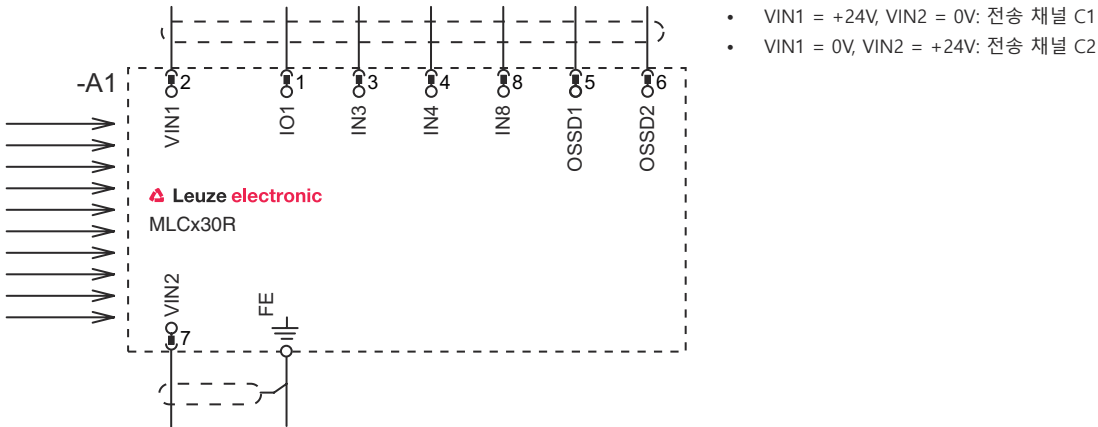 • VIN1 = +24V, VIN2 = 0V: 전송 채널 C1
• VIN1 = 0V, VIN2 = +24V: 전송 채널 C2
-A1
2 1 3 4 8 5 6
VIN1 IO1 IN3 IN4 IN8 OSSD1 OSSD2
Leuze electronic
MLCx30R
VIN2 FE
7